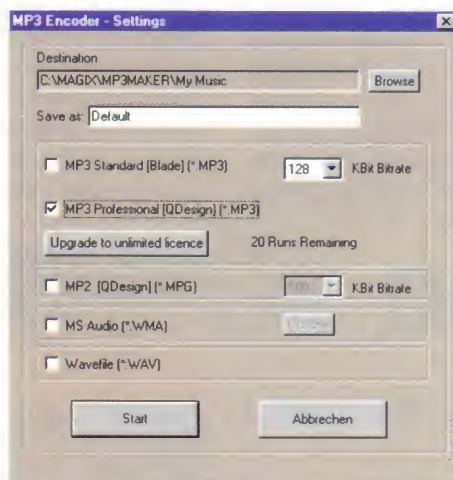 MP3 Encoder - Settings
Destination
C:\MAGIX\MP3MAKER\My Music
Browse
Save as: Default
MP3 Standard [Blade] (*.MP3)
128
KBit Bitrate
MP3 Professional [QDesign] (*.MP3)
Upgrade to unlimited licence
20 Runs Remaining
MP2 [QDesign] (*.MPG)
KBit Bitrate
MS Audio (*.WMA)
Wavefile (*.WAV)
Start
Abbrechen